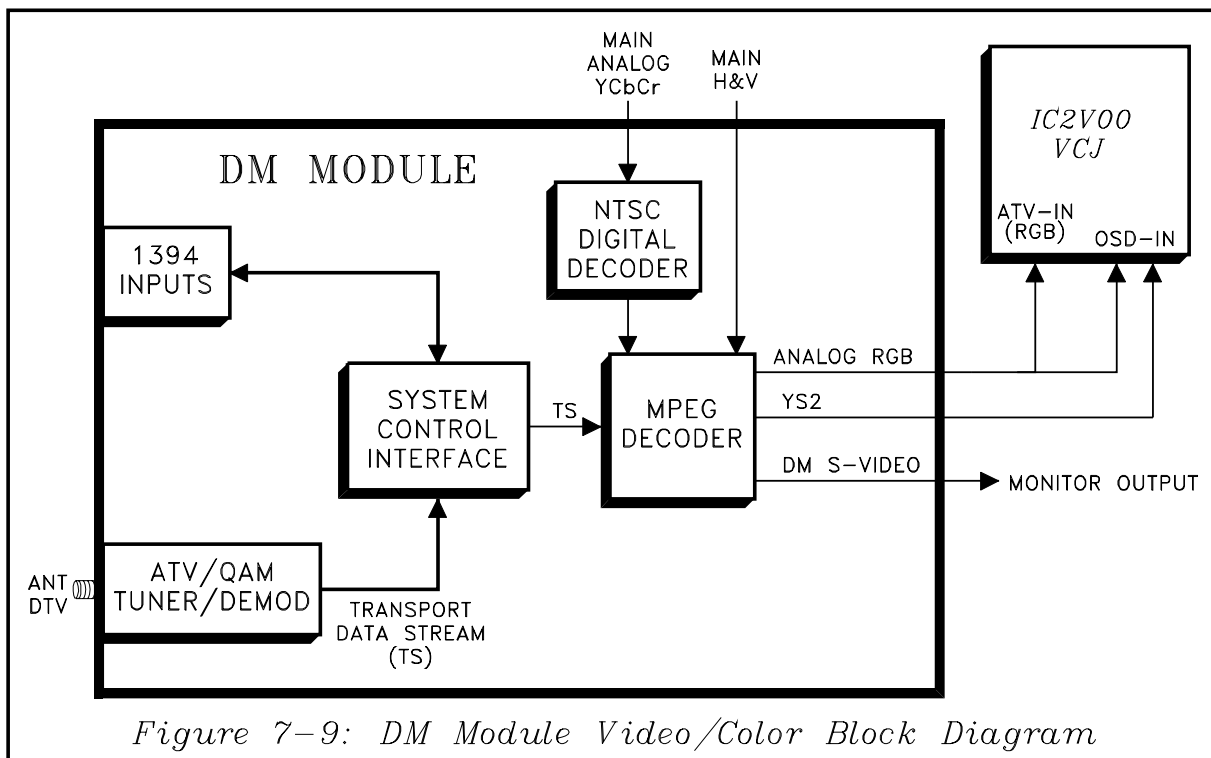 MAIN
ANALOG
YCbCr
MAIN
H&V
IC2V00
VCJ
ATV-IN
(RGB)
OSD-IN
DM MODULE
NTSC
DIGITAL
DECODER
1394
INPUTS
SYSTEM
CONTROL
INTERFACE
TS
MPEG
DECODER
ANALOG RGB
YS2
DM S-VIDEO
MONITOR OUTPUT
ANT
DTV
ATV/QAM
TUNER/DEMOD
TRANSPORT
DATA STREAM
(TS)
Figure 7-9: DM Module Video/Color Block Diagram